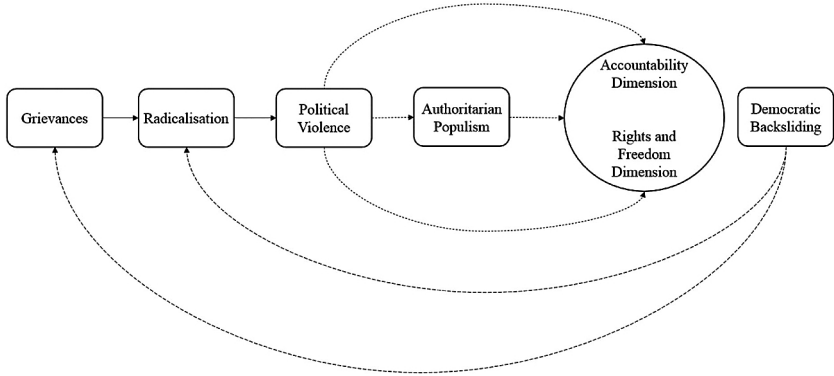 Grievances
Radicalisation
Political
Violence
Authoritarian
Populism
Accountability
Dimension
Rights and
Freedom
Dimension
Democratic
Backsliding